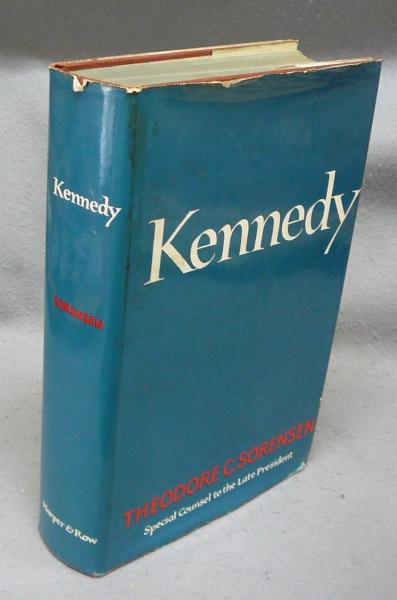 Kennedy
SORENSEN
Harper & Row
Kennedy
THEODORE C. SORENSEN
Special Counsel to the Late President